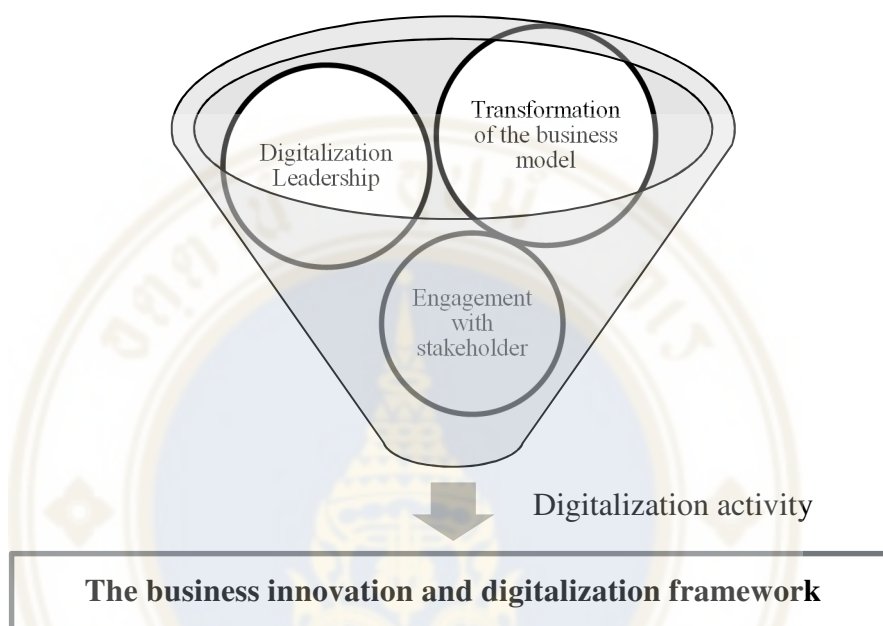 Digitalization
Leadership
Transformation
of the business
model
Engagement
with
stakeholder
Digitalization activity
The business innovation and digitalization framework